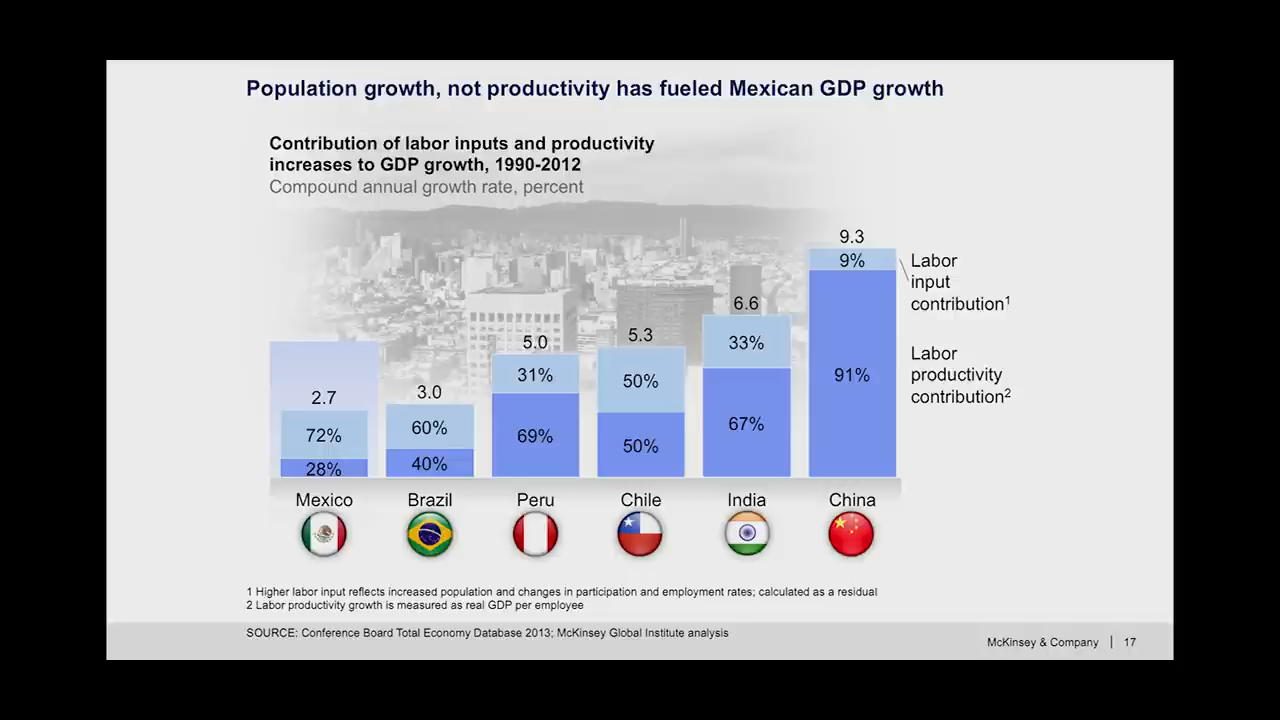 Population growth, not productivity has fueled Mexican GDP growth
Contribution of labor inputs and productivity
increases to GDP growth, 1990-2012
Compound annual growth rate, percent
2.7
72%
28%
Mexico
3.0
60%
40%
Brazil
5.0
31%
69%
Peru
5.3
50%
50%
Chile
6.6
33%
67%
India
9.3
9%
91%
China
Labor
input
contribution¹
Labor
productivity
contribution²
1 Higher labor input reflects increased population and changes in participation and employment rates; calculated as a residual
2 Labor productivity growth is measured as real GDP per employee
SOURCE: Conference Board Total Economy Database 2013; McKinsey Global Institute analysis
McKinsey & Company | 17